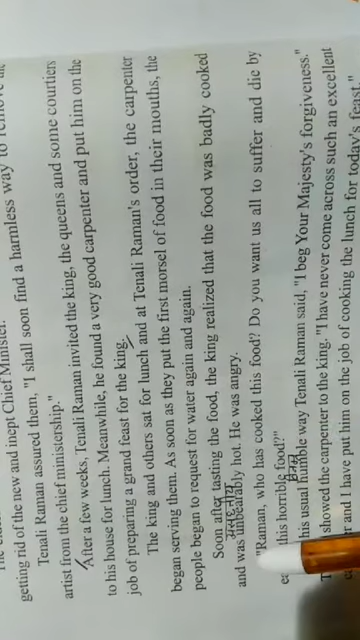 getting rid of the new and inept Chief Minister.
Tenali Raman assured them, "I shall soon find a harmless way to remove the
artist from the chief ministership."
After a few weeks, Tenali Raman invited the king, the queens and some courtiers
to his house for lunch. Meanwhile, he found a very good carpenter and put him on the
job of preparing a grand feast for the king.
The king and others sat for lunch and at Tenali Raman's order, the carpenter
began serving them. As soon as they put the first morsel of food in their mouths, the
people began to request for water again and again.
Soon after tasting the food, the king realized that the food was badly cooked
असहनीय
and was unbearably hot. He was angry.
"Raman, who has cooked this food? Do you want us all to suffer and die by
this horrible food?"
his usual humble way Tenali Raman said, "I beg Your Majesty's forgiveness."
showed the carpenter to the king. "I have never come across such an excellent
and I have put him on the job of cooking the lunch for today's feast."